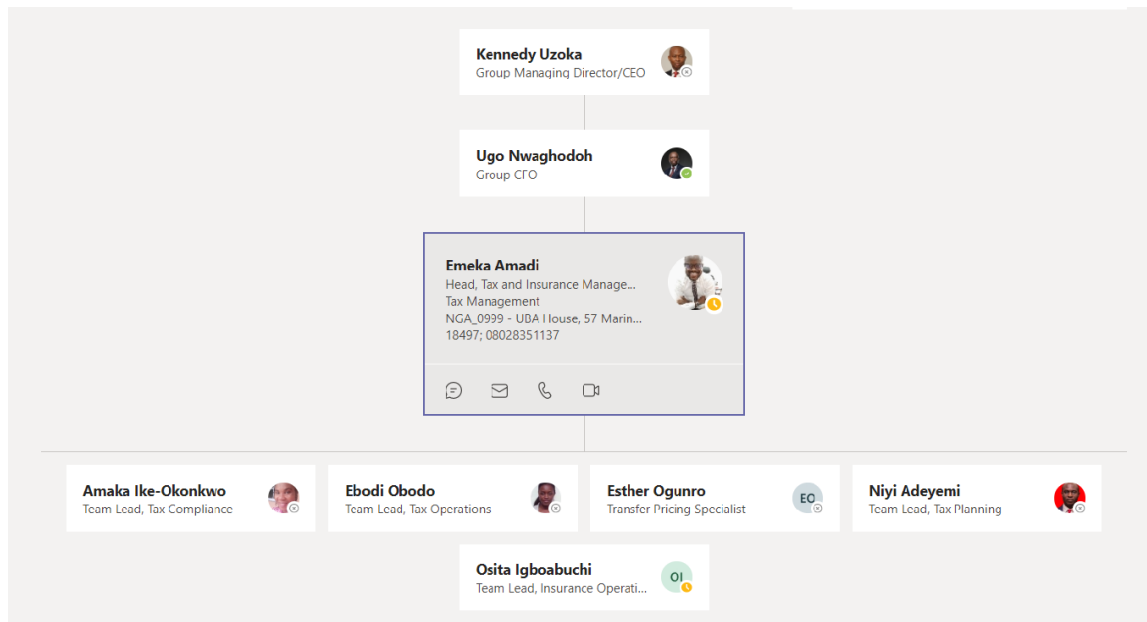 Kennedy Uzoka
Group Managing Director/CEO
Ugo Nwaghodoh
Group CFO
Emeka Amadi
Head, Tax and Insurance Manage...
Tax Management
NGA_0999 - UBA House, 57 Marin...
18497; 08028351137
Amaka Ike-Okonkwo
Team Lead, Tax Compliance
Ebodi Obodo
Team Lead, Tax Operations
Esther Ogunro
Transfer Pricing Specialist
EO
Niyi Adeyemi
Team Lead, Tax Planning
Osita Igboabuchi
Team Lead, Insurance Operati...
OI